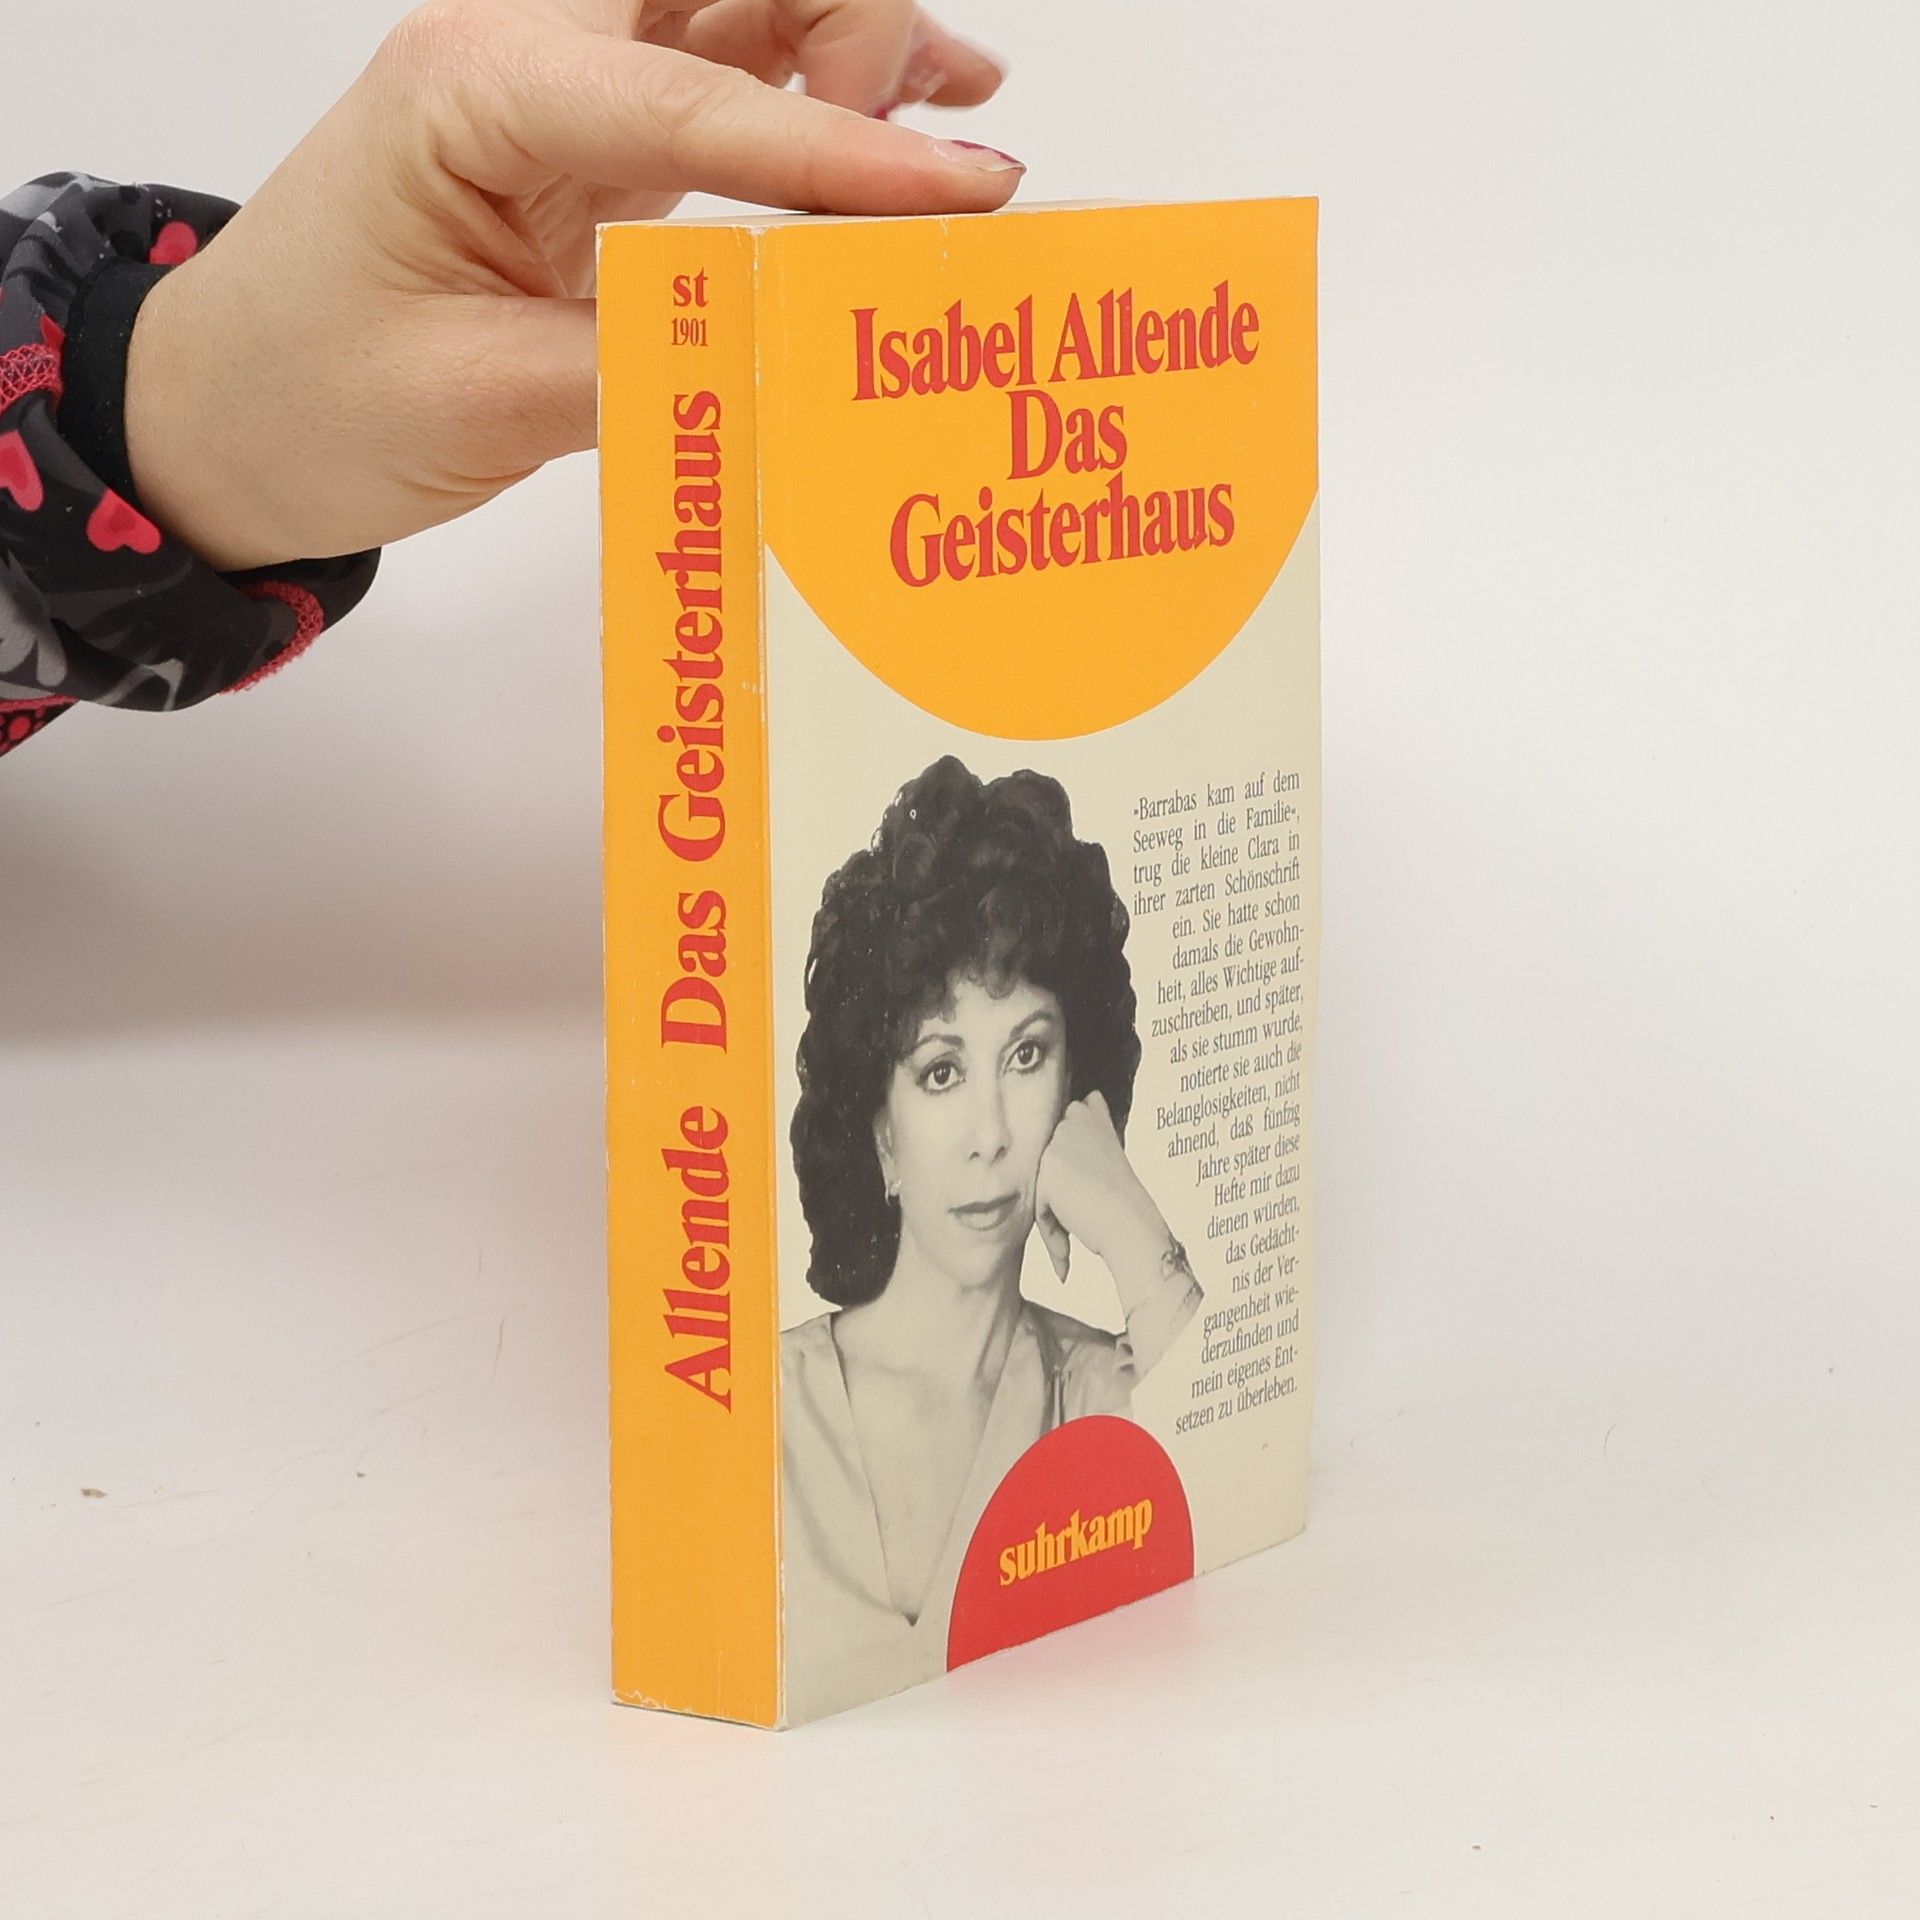 st
1901
Allende Das Geisterhaus
Isabel Allende
Das
Geisterhaus
»Barrabas kam auf dem
Seeweg in die Familie«,
trug die kleine Clara in
ihrer zarten Schönschrift
ein. Sie hatte schon
damals die Gewohn-
heit, alles Wichtige auf-
zuschreiben, und später,
als sie stumm wurde,
notierte sie auch die
Belanglosigkeiten, nicht
ahnend, daß fünfzig
Jahre später diese
Hefte mir dazu
dienen würden,
das Gedächt-
nis der Ver-
gangenheit wie-
derzufinden und
mein eigenes Ent-
setzen zu überleben.
suhrkamp